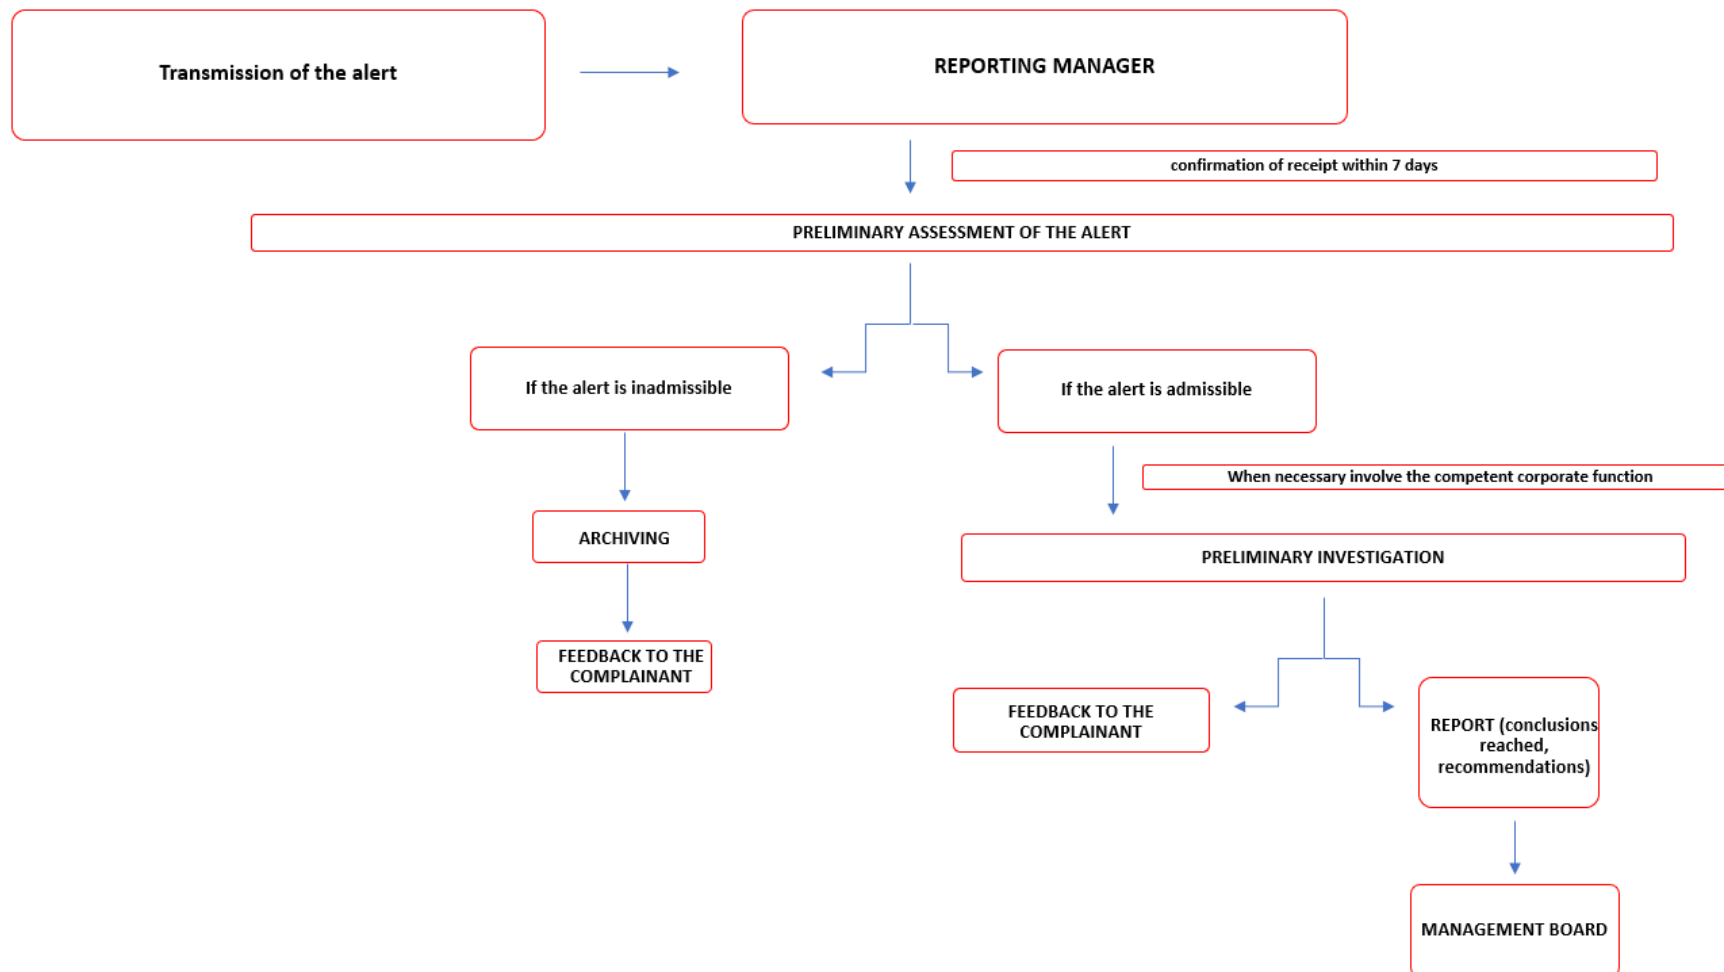 Transmission of the alert
REPORTING MANAGER
confirmation of receipt within 7 days
PRELIMINARY ASSESSMENT OF THE ALERT
If the alert is inadmissible
If the alert is admissible
When necessary involve the competent corporate function
ARCHIVING
PRELIMINARY INVESTIGATION
FEEDBACK TO THE
COMPLAINANT
FEEDBACK TO THE
COMPLAINANT
REPORT (conclusions
reached,
recommendations)
MANAGEMENT BOARD